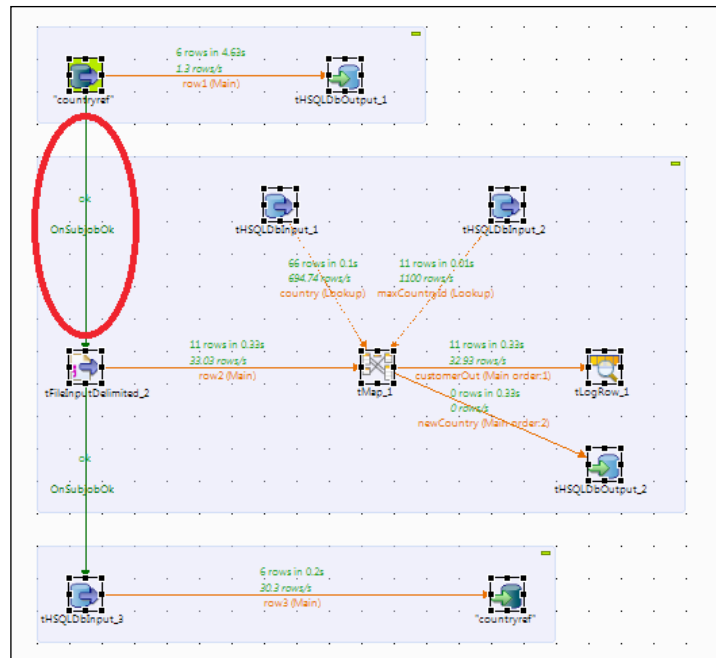 6 rows in 4.63s
1.3 rows/s
row1 (Main)
"countryref"
tHSQLDbOutput_1
ok
OnSubjobOk
tHSQLDbInput_1
tHSQLDbInput_2
66 rows in 0.1s
694.74 rows/s
country (Lookup)
11 rows in 0.01s
1100 rows/s
maxCountryId (Lookup)
11 rows in 0.33s
33.03 rows/s
row2 (Main)
11 rows in 0.33s
32.93 rows/s
customerOut (Main order:1)
tFileInputDelimited_2
tMap_1
tLogRow_1
0 rows in 0.33s
0 rows/s
newCountry (Main order:2)
ok
OnSubjobOk
tHSQLDbOutput_2
6 rows in 0.2s
30.3 rows/s
row3 (Main)
tHSQLDbInput_3
"countryref"